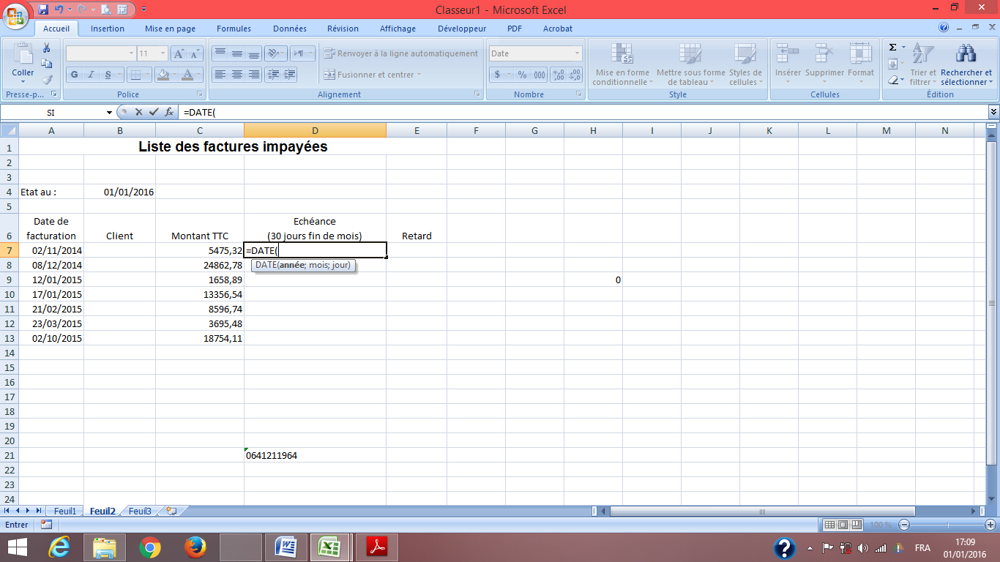 Classeur1 - Microsoft Excel
Accueil Insertion Mise en page Formules Données Révision Affichage Développeur PDF Acrobat
Coller
Presse-p...
11
G I S
Police
Renvoyer à la ligne automatiquement
Fusionner et centrer
Alignement
Date
$ % 000
Nombre
Mise en forme conditionnelle
Mettre sous forme de tableau
Styles de cellules
Style
Insérer Supprimer Format
Cellules
Σ
Trier et filtrer
Rechercher et sélectionner
Édition
SI fx =DATE(
A B C D E F G H I J K L M N
1 Liste des factures impayées
2
3
4 Etat au : 01/01/2016
5
Date de Echéance
6 facturation Client Montant TTC (30 jours fin de mois) Retard
7 02/11/2014 5475,32 =DATE(
8 08/12/2014 24862,78 DATE(année; mois; jour)
9 12/01/2015 1658,89 0
10 17/01/2015 13356,54
11 21/02/2015 8596,74
12 23/03/2015 3695,48
13 02/10/2015 18754,11
14
15
16
17
18
19
20
21 0641211964
22
23
24
Feuil1 Feuil2 Feuil3
Entrer 100 %
FRA 17:09
01/01/2016